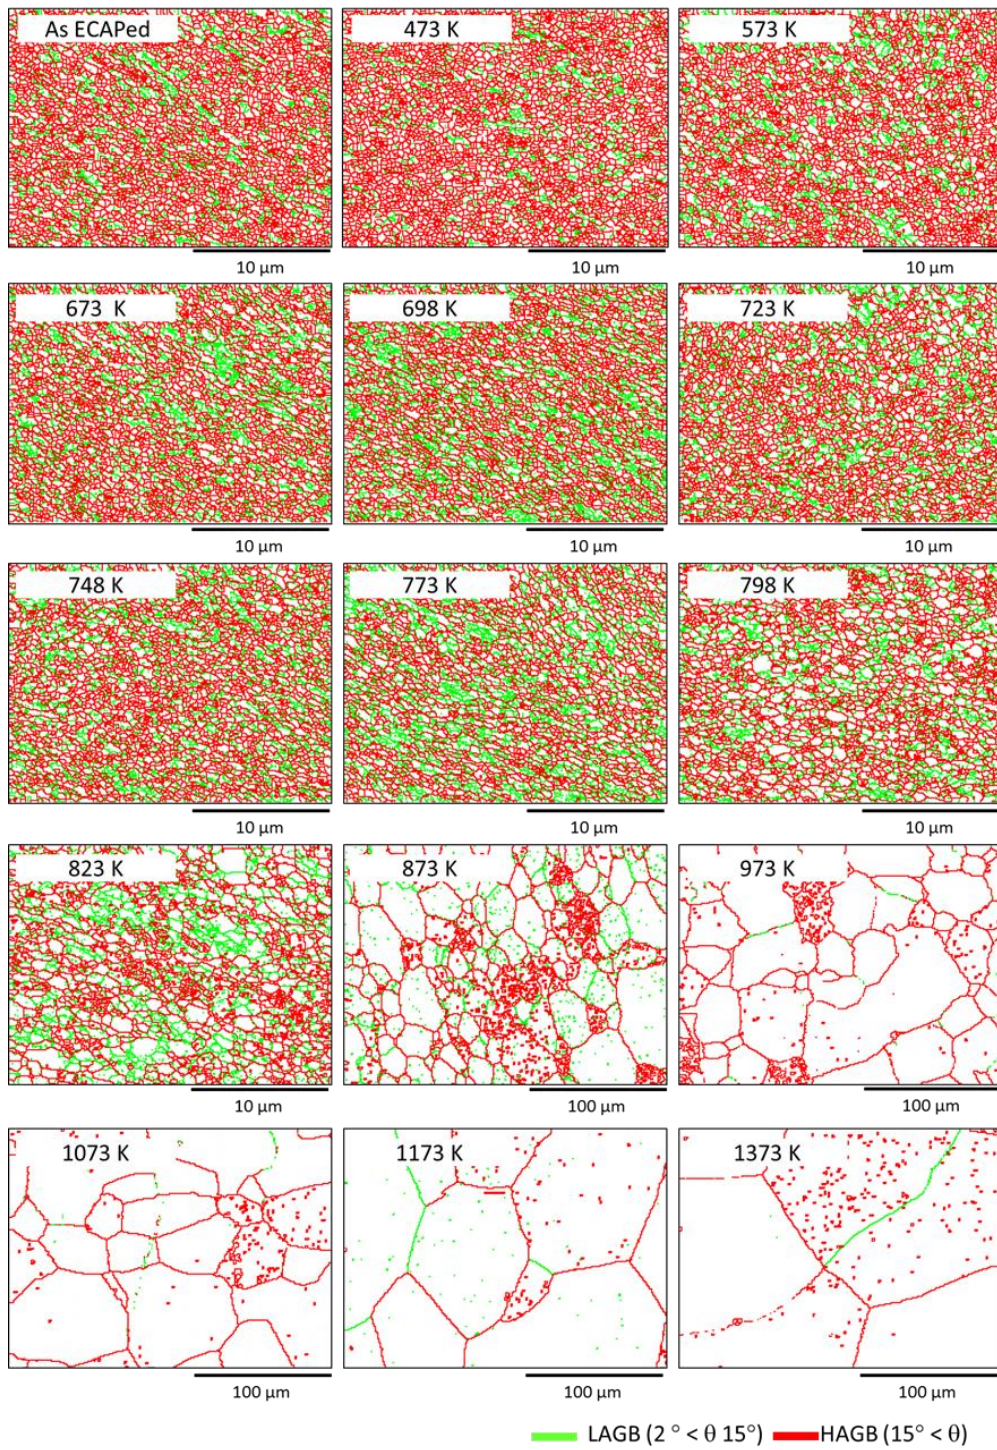 As ECAPed 473 K 573 K
10 μm 10 μm 10 μm
673 K 698 K 723 K
10 μm 10 μm 10 μm
748 K 773 K 798 K
10 μm 10 μm 10 μm
823 K 873 K 973 K
10 μm 100 μm 100 μm
1073 K 1173 K 1373 K
100 μm 100 μm 100 μm
LAGB (2 ° < θ 15°) HAGB (15° < θ)